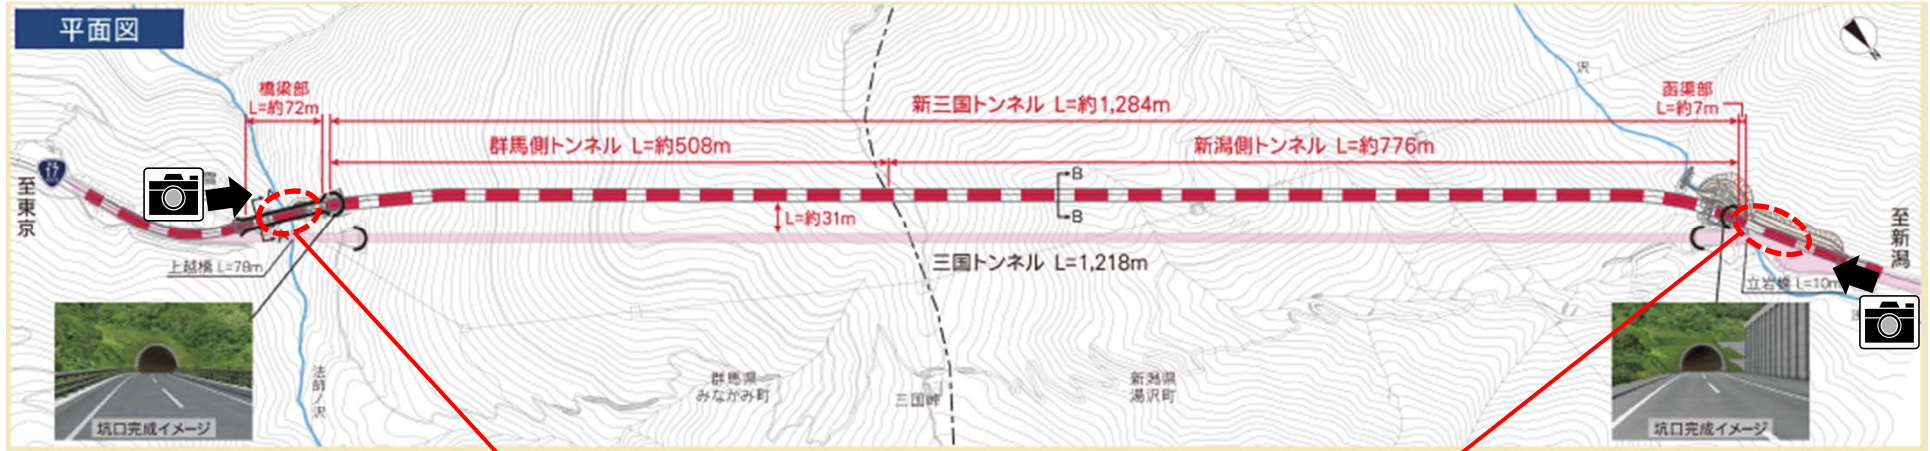 平面図
橋梁部
L=約72m
新三国トンネル L=約1,284m
函渠部
L=約7m
沢
群馬側トンネル L=約508m
新潟側トンネル L=約776m
17
至東京
B
B
L=約31m
至新潟
上越橋 L=78m
三国トンネル L=1,218m
立岩橋 L=10m
法師ノ沢
群馬県
みなかみ町
三国峠
新潟県
湯沢町
坑口完成イメージ
坑口完成イメージ